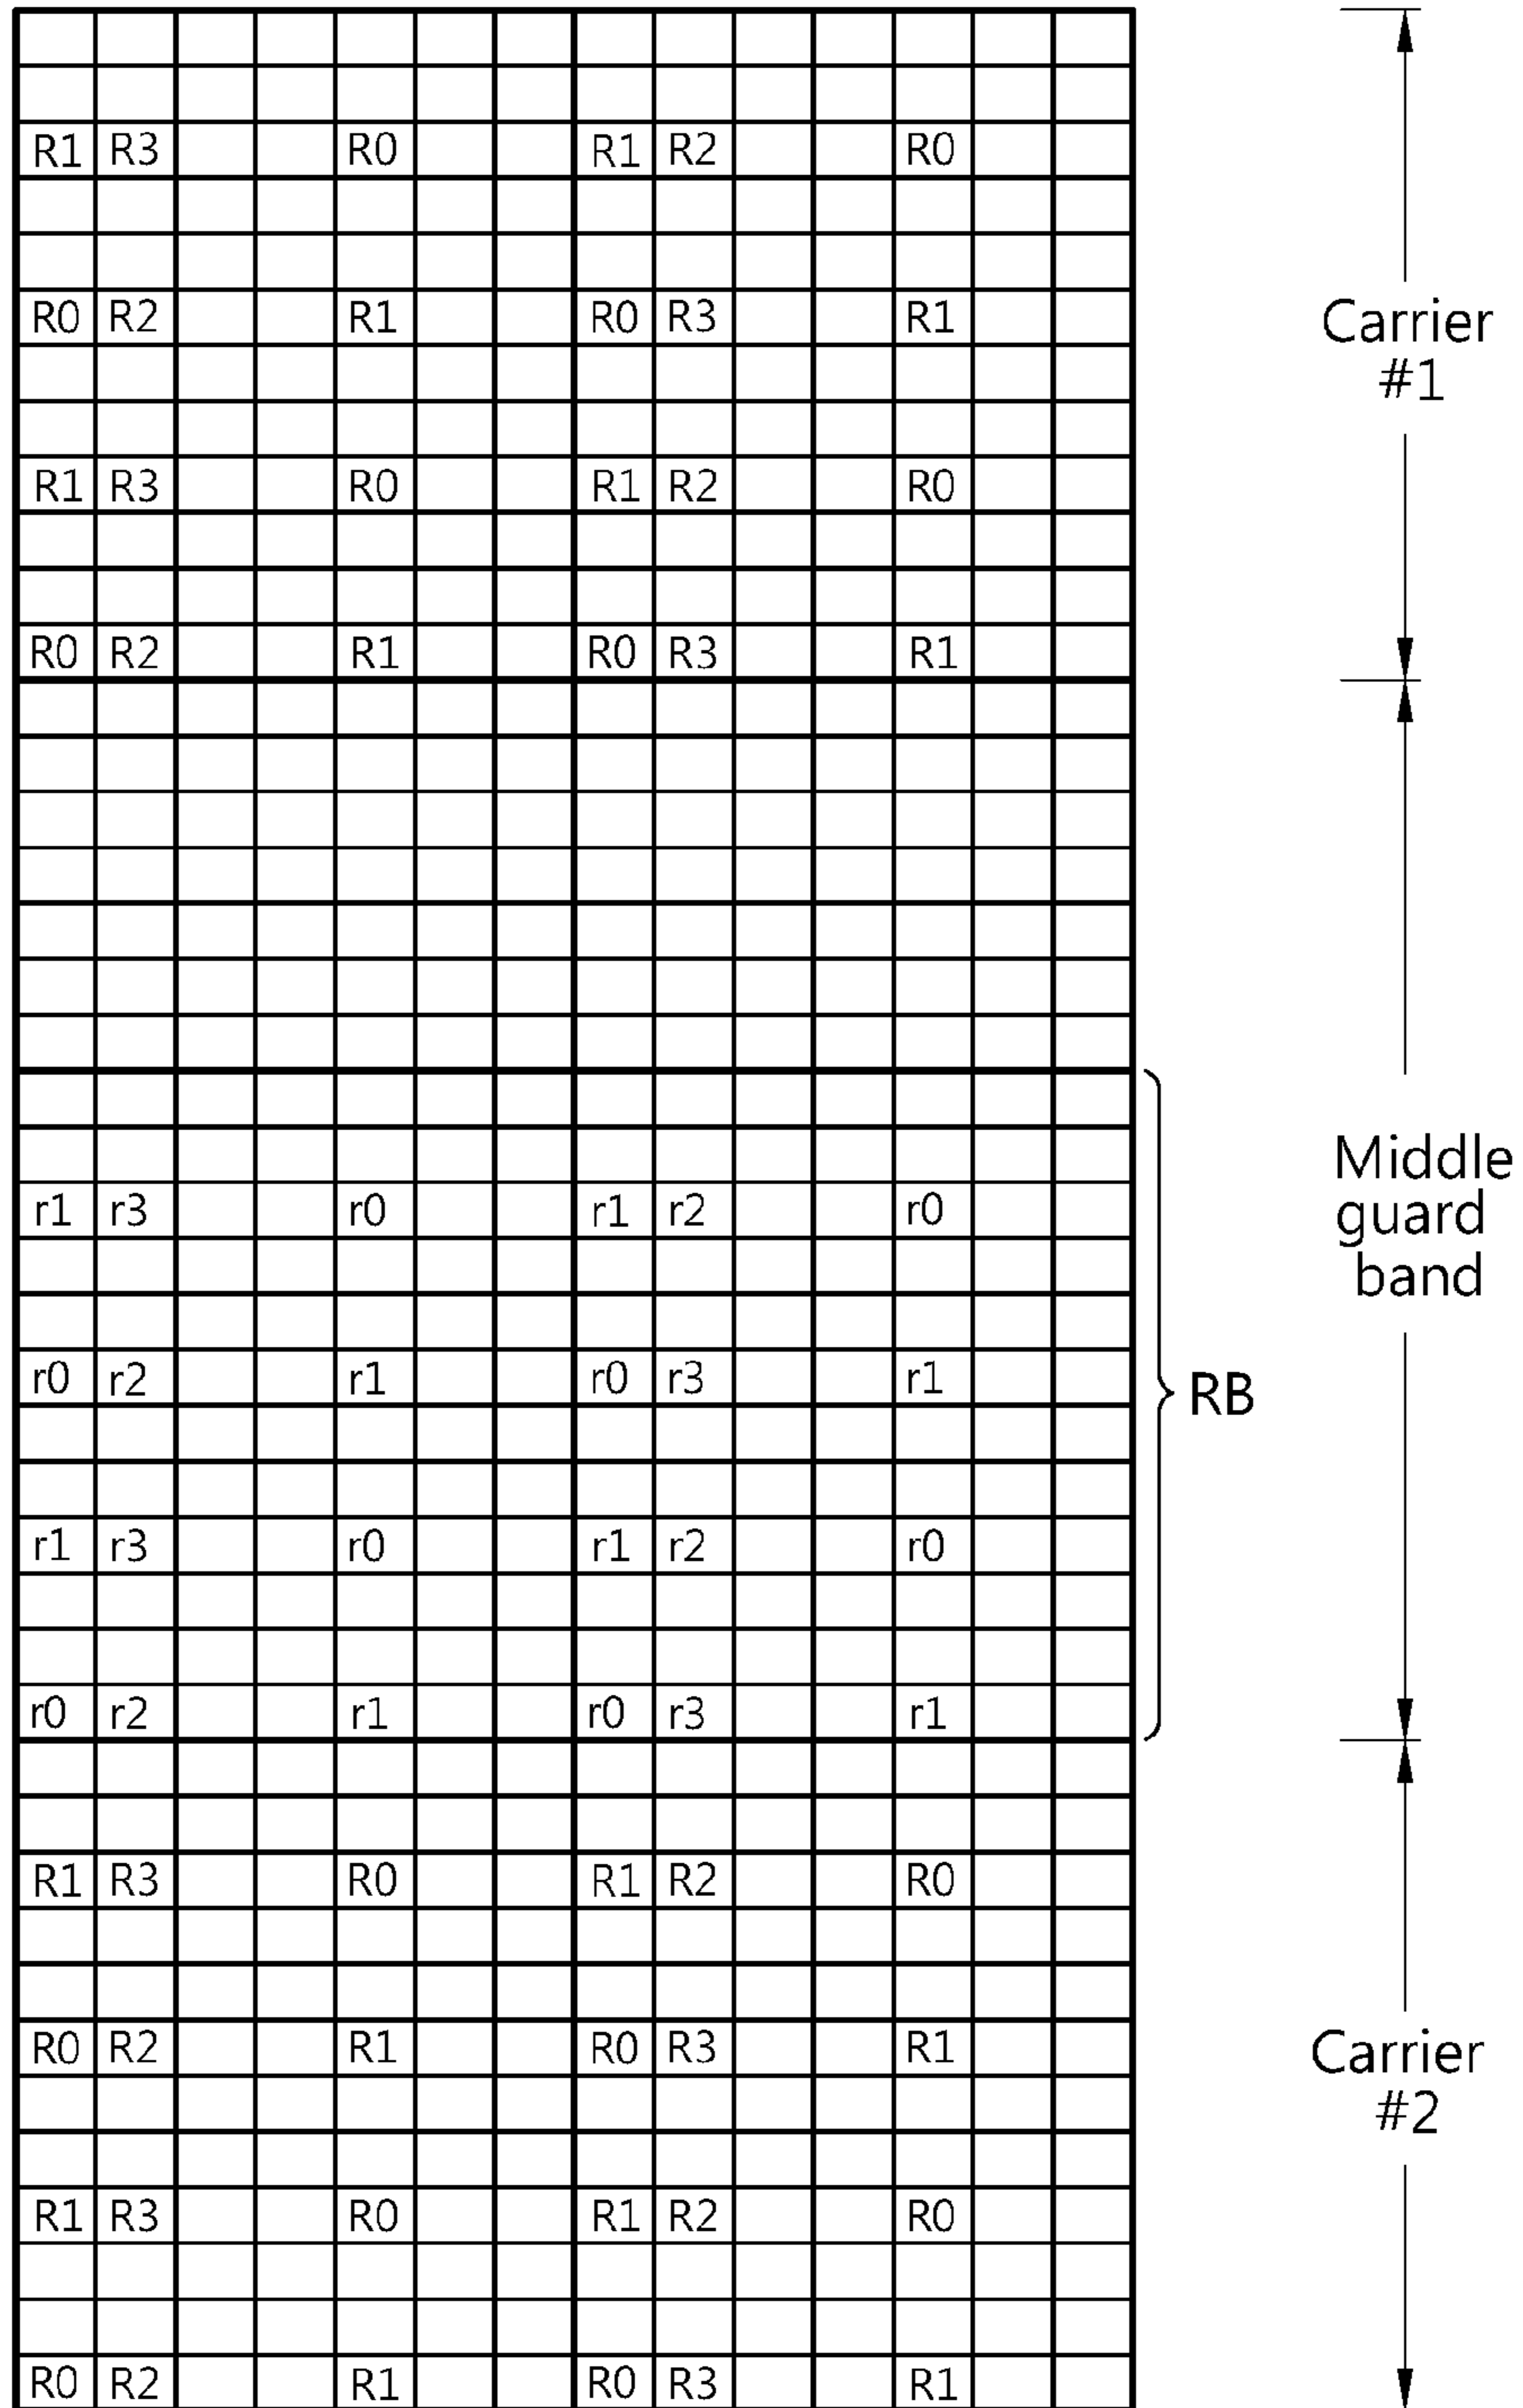 R1 R3 R0 R1 R2 R0
R0 R2 R1 R0 R3 R1
Carrier
#1
R1 R3 R0 R1 R2 R0
R0 R2 R1 R0 R3 R1
Middle
guard
band
r1 r3 r0 r1 r2 r0
r0 r2 r1 r0 r3 r1
RB
r1 r3 r0 r1 r2 r0
r0 r2 r1 r0 r3 r1
R1 R3 R0 R1 R2 R0
R0 R2 R1 R0 R3 R1
Carrier
#2
R1 R3 R0 R1 R2 R0
R0 R2 R1 R0 R3 R1